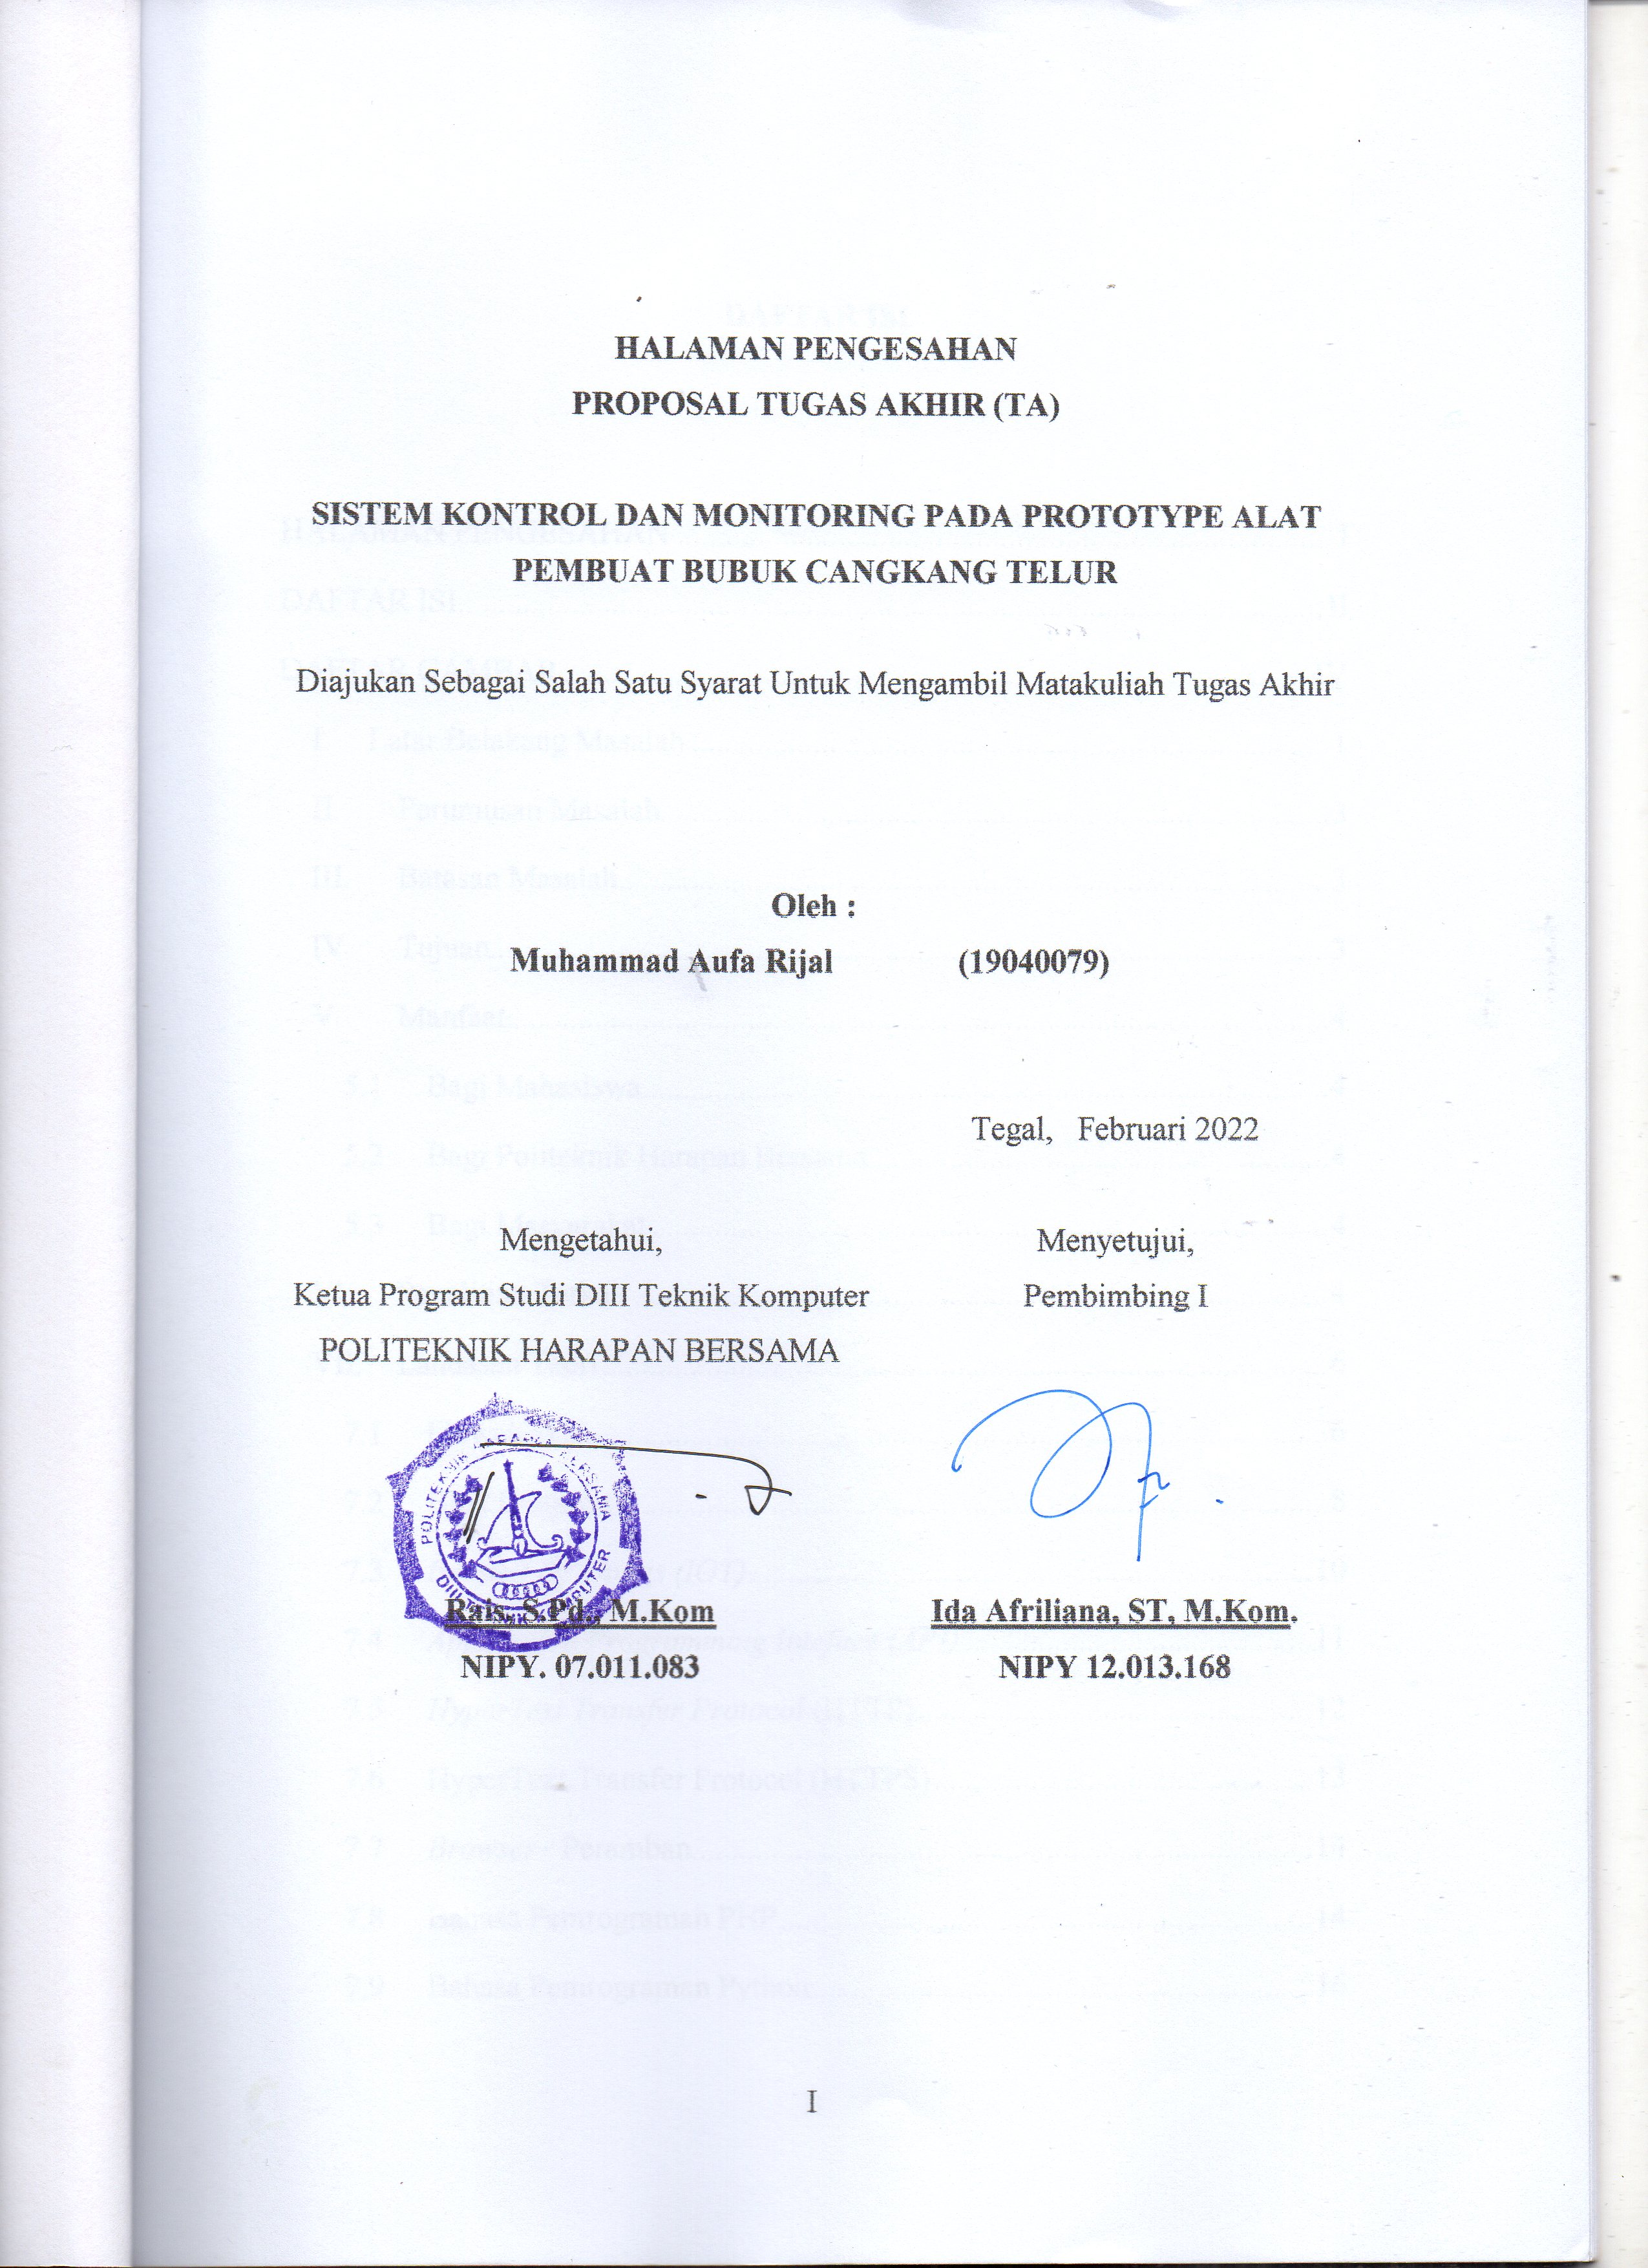 HALAMAN PENGESAHAN
PROPOSAL TUGAS AKHIR (TA)
SISTEM KONTROL DAN MONITORING PADA PROTOTYPE ALAT
PEMBUAT BUBUK CANGKANG TELUR
Diajukan Sebagai Salah Satu Syarat Untuk Mengambil Matakuliah Tugas Akhir
Oleh :
Muhammad Aufa Rijal (19040079)
Tegal, Februari 2022
Mengetahui, Menyetujui,
Ketua Program Studi DIII Teknik Komputer Pembimbing I
POLITEKNIK HARAPAN BERSAMA
POLITEKNIK HARAPAN BERSAMA
DIII TEKNIK KOMPUTER
Rais, S.Pd., M.Kom Ida Afriliana, ST, M.Kom.
NIPY. 07.011.083 NIPY 12.013.168
I